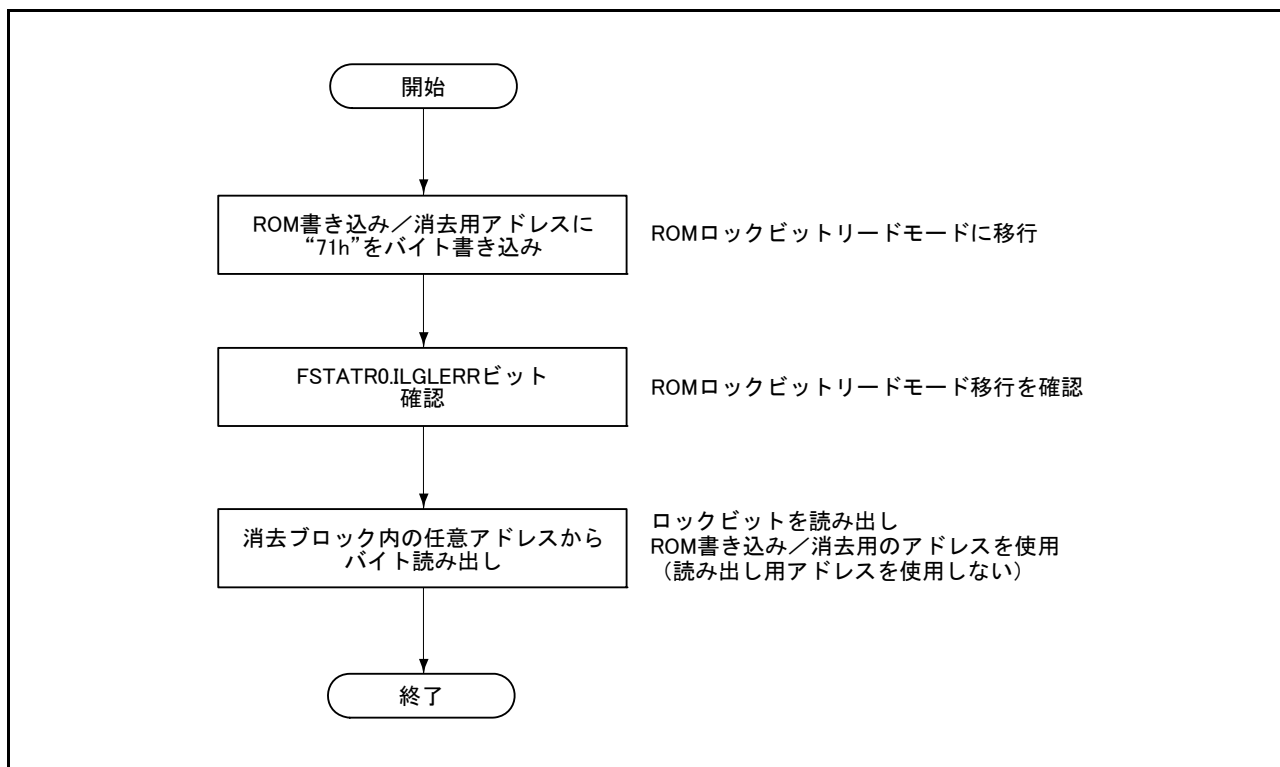 開始
ROM書き込み／消去用アドレスに
“71h”をバイト書き込み
ROMロックビットリードモードに移行
FSTATR0.ILGLERRビット
確認
ROMロックビットリードモード移行を確認
消去ブロック内の任意アドレスから
バイト読み出し
ロックビットを読み出し
ROM書き込み／消去用のアドレスを使用
（読み出し用アドレスを使用しない）
終了